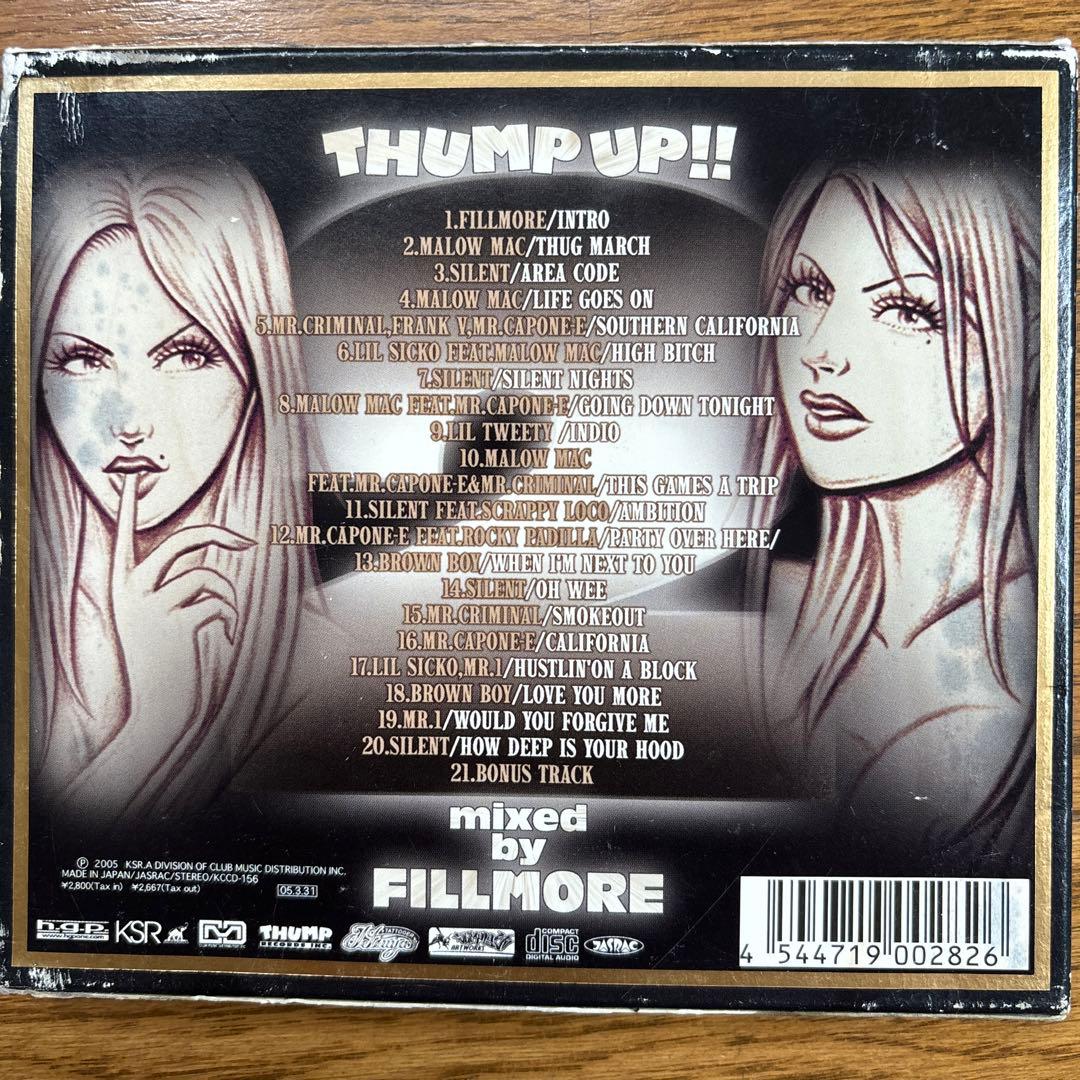 THUMP UP!!
1.FILLMORE/INTRO
2.MALOW MAC/THUG MARCH
3.SILENT/AREA CODE
4.MALOW MAC/LIFE GOES ON
5.MR.CRIMINAL,FRANK V,MR.CAPONE-E/SOUTHERN CALIFORNIA
6.LIL SICKO FEAT.MALOW MAC/HIGH BITCH
7.SILENT/SILENT NIGHTS
8.MALOW MAC FEAT.MR.CAPONE-E/GOING DOWN TONIGHT
9.LIL TWEETY /INDIO
10.MALOW MAC
FEAT.MR.CAPONE-E&MR.CRIMINAL/THIS GAMES A TRIP
11.SILENT FEAT.SCRAPPY LOCO/AMBITION
12.MR.CAPONE-E FEAT.ROCKY PADILLA/PARTY OVER HERE/
13.BROWN BOY/WHEN I'M NEXT TO YOU
14.SILENT/OH WEE
15.MR.CRIMINAL/SMOKEOUT
16.MR.CAPONE-E/CALIFORNIA
17.LIL SICKO,MR.1/HUSTLIN'ON A BLOCK
18.BROWN BOY/LOVE YOU MORE
19.MR.1/WOULD YOU FORGIVE ME
20.SILENT/HOW DEEP IS YOUR HOOD
21.BONUS TRACK
mixed
by
FILLMORE
Ⓟ 2005 KSR.A DIVISION OF CLUB MUSIC DISTRIBUTION INC.
MADE IN JAPAN/JASRAC/STEREO/KCCD-156
¥2,800(Tax in) ¥2,667(Tax out) 05.3.31
h.g.p. KSR THUMP COMPACT disc JASRAC
RECORDS INC. ARTWORKS DIGITAL AUDIO
4 544719 002826